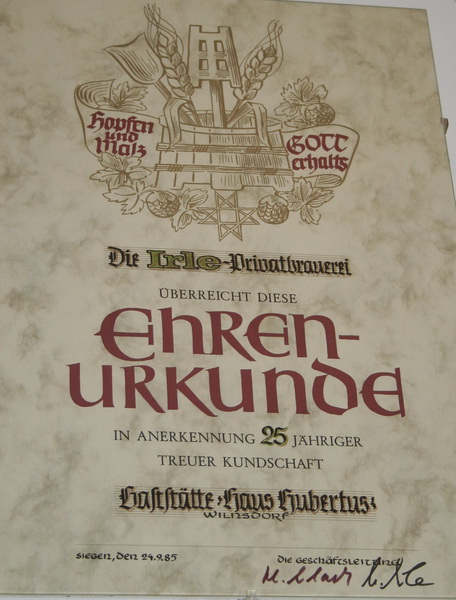 Hopfen
und
Malz
GOTT
erhalts
Die Irle-Privatbrauerei
ÜBERREICHT DIESE
EHREN-
URKUNDE
IN ANERKENNUNG 25 JÄHRIGER
TREUER KUNDSCHAFT
Gaststätte „Haus Hubertus“
WILNSDORF
SIEGEN, DEN 24.9.85
DIE GESCHÄFTSLEITUNG